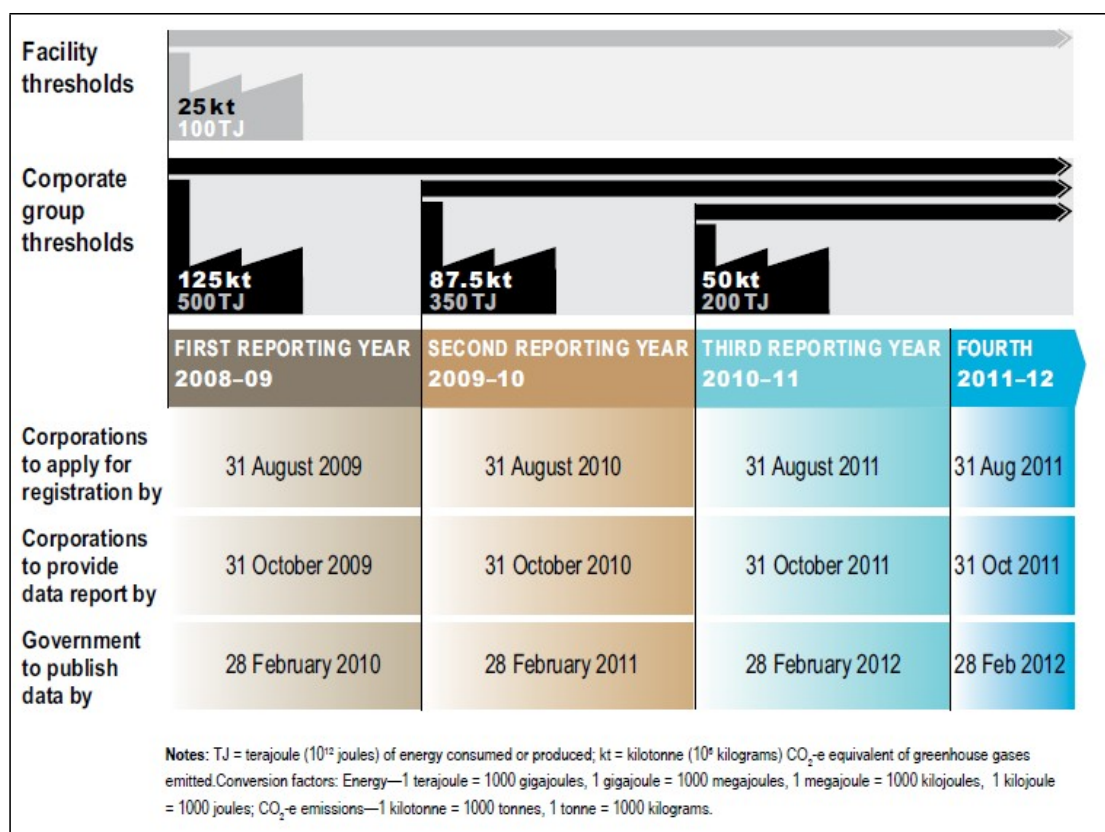 Facility
thresholds
25 kt
100 TJ
Corporate
group
thresholds
125 kt
500 TJ
87.5 kt
350 TJ
50 kt
200 TJ
FIRST REPORTING YEAR
2008–09
SECOND REPORTING YEAR
2009–10
THIRD REPORTING YEAR
2010–11
FOURTH
2011–12
Corporations
to apply for
registration by
31 August 2009
31 August 2010
31 August 2011
31 Aug 2011
Corporations
to provide
data report by
31 October 2009
31 October 2010
31 October 2011
31 Oct 2011
Government
to publish
data by
28 February 2010
28 February 2011
28 February 2012
28 Feb 2012
Notes: TJ = terajoule (10¹² joules) of energy consumed or produced; kt = kilotonne (10⁶ kilograms) CO₂-e equivalent of greenhouse gases
emitted.Conversion factors: Energy—1 terajoule = 1000 gigajoules, 1 gigajoule = 1000 megajoules, 1 megajoule = 1000 kilojoules, 1 kilojoule
= 1000 joules; CO₂-e emissions—1 kilotonne = 1000 tonnes, 1 tonne = 1000 kilograms.